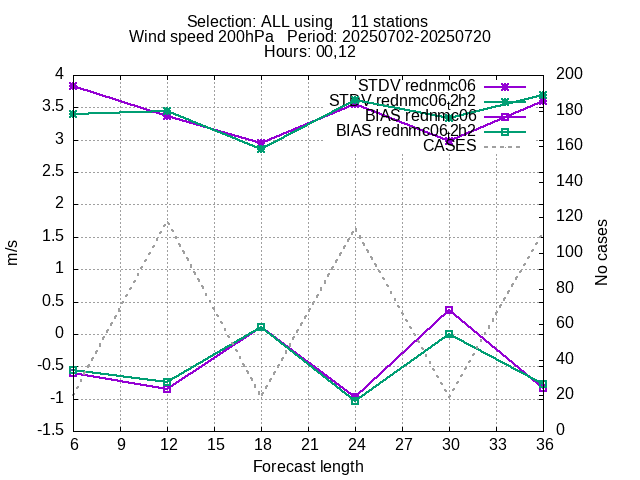 Selection: ALL using 11 stations
Wind speed 200hPa Period: 20250702-20250720
Hours: 00,12
STDV rednmc06
STDV rednmc06.2h2
BIAS rednmc06
BIAS rednmc06.2h2
CASES
4
3.5
3
2.5
2
1.5
1
0.5
0
-0.5
-1
-1.5
m/s
200
180
160
140
120
100
80
60
40
20
0
No cases
6 9 12 15 18 21 24 27 30 33 36
Forecast length